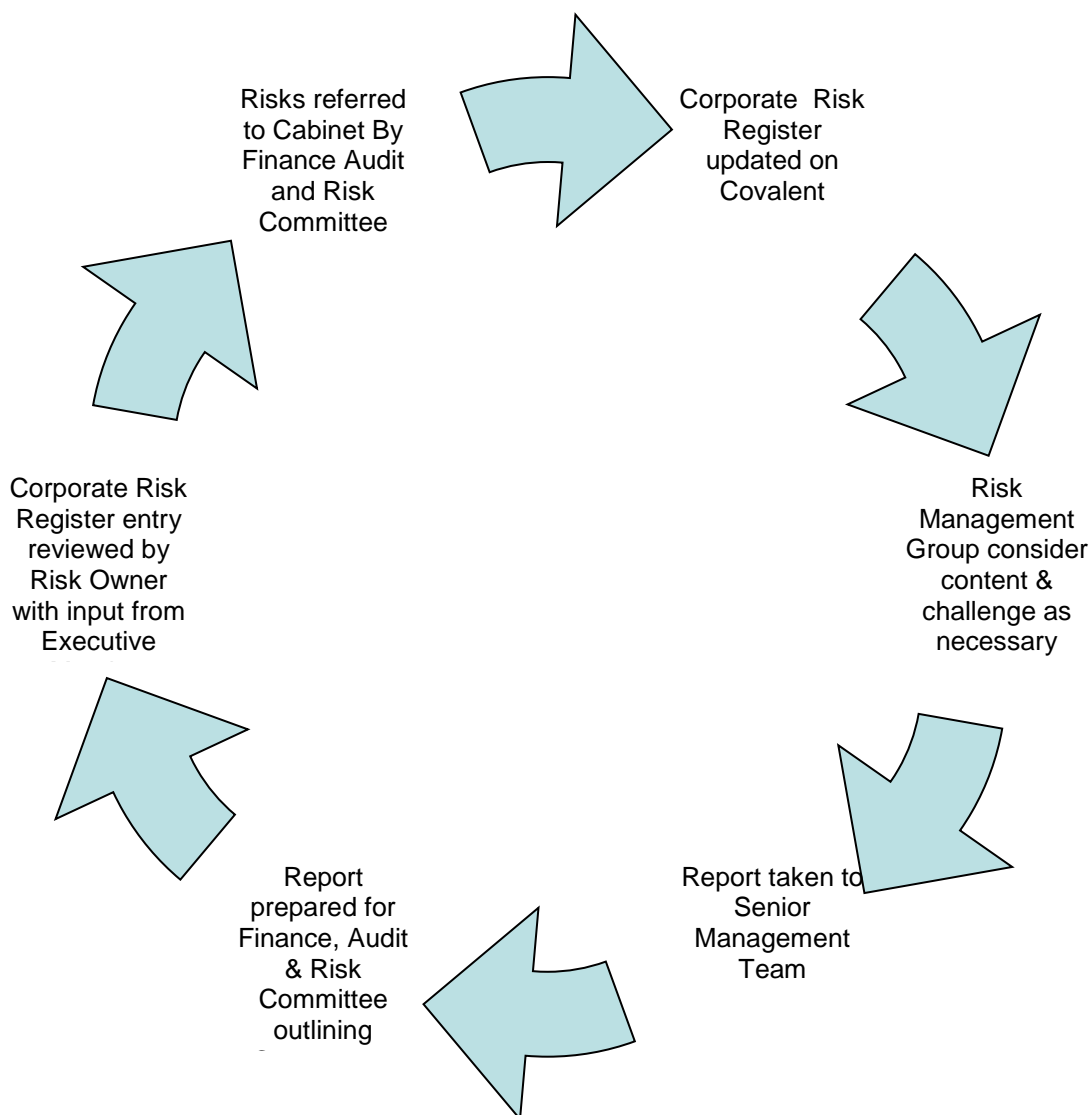 Risks referred
to Cabinet By
Finance Audit
and Risk
Committee
Corporate Risk
Register
updated on
Covalent
Risk
Management
Group consider
content &
challenge as
necessary
Report taken to
Senior
Management
Team
Report
prepared for
Finance, Audit
& Risk
Committee
outlining
Corporate Risk
Register entry
reviewed by
Risk Owner
with input from
Executive